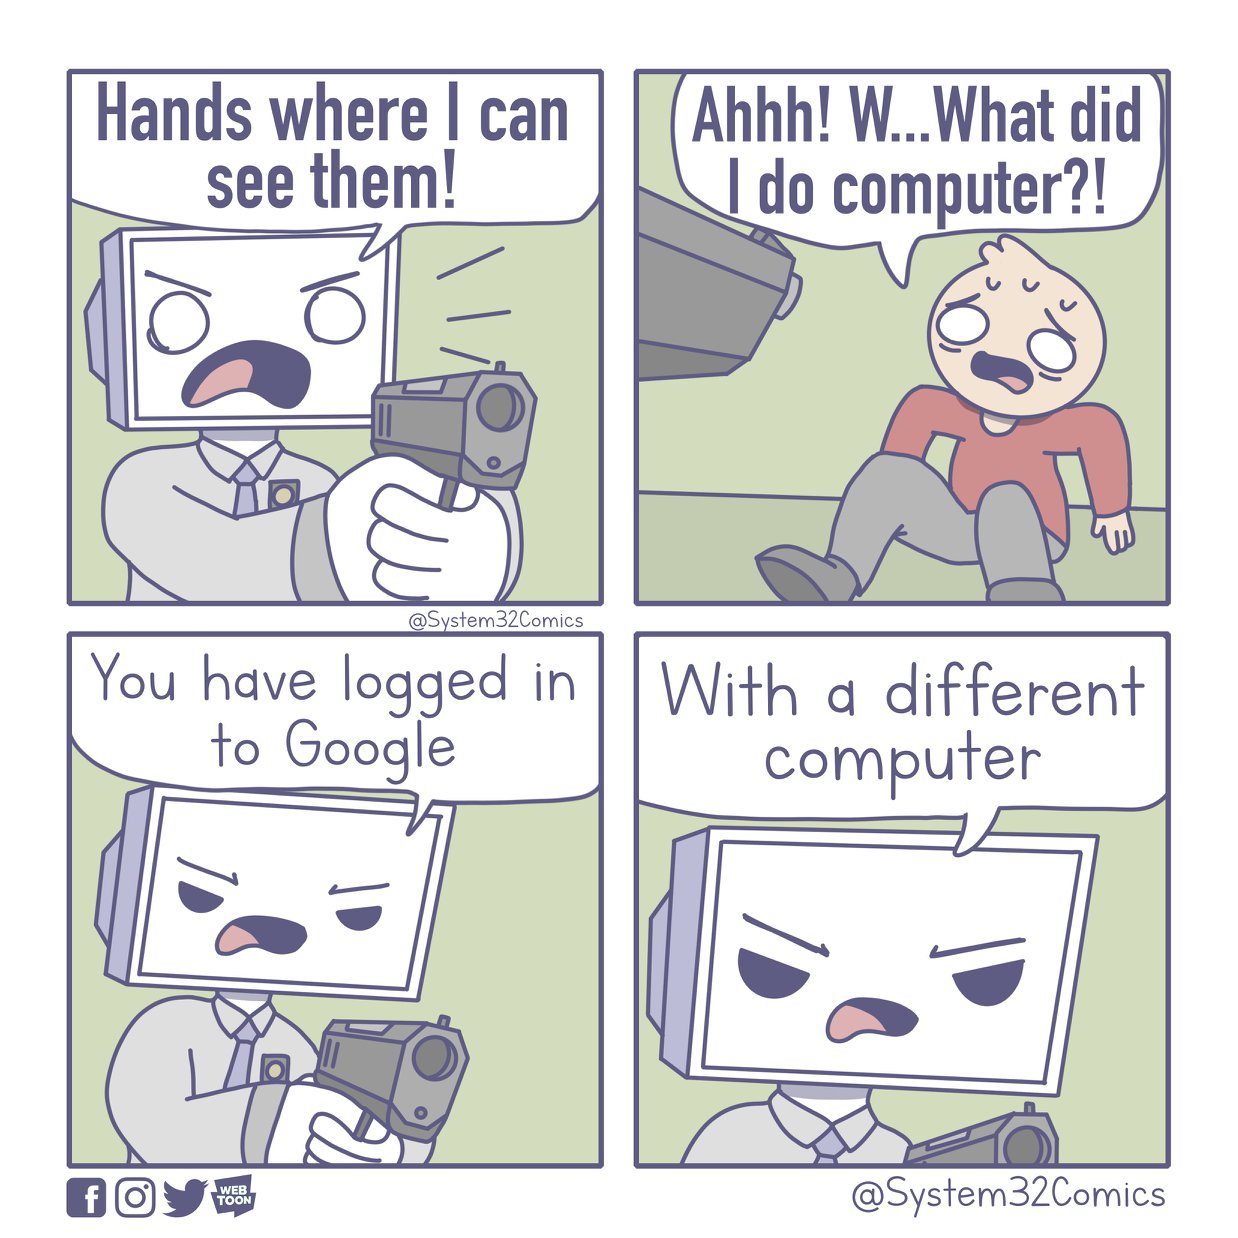 Hands where I can
see them!
Ahhh! W...What did
I do computer?!
@System32Comics
You have logged in
to Google
With a different
computer
f
WEB
TOON
@System32Comics